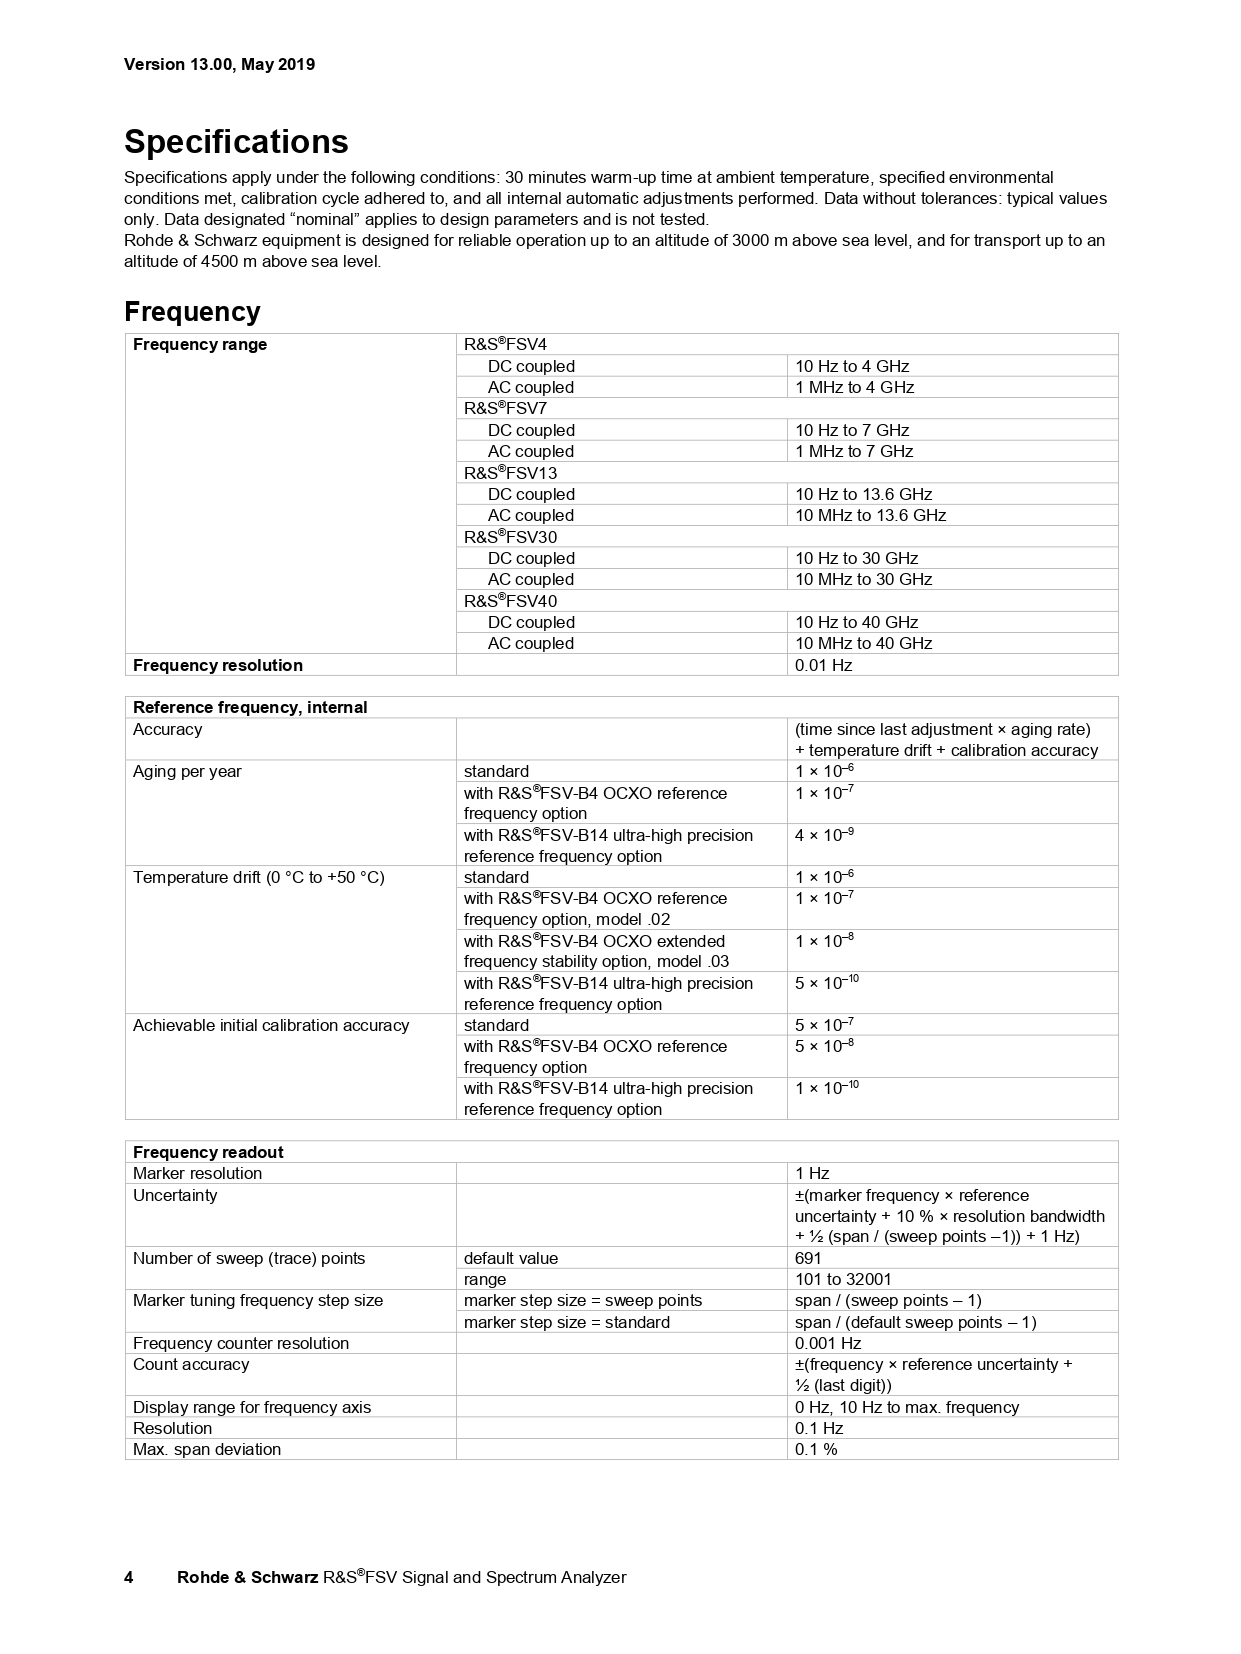 Version 13.00, May 2019
Specifications
Specifications apply under the following conditions: 30 minutes warm-up time at ambient temperature, specified environmental
conditions met, calibration cycle adhered to, and all internal automatic adjustments performed. Data without tolerances: typical values
only. Data designated “nominal” applies to design parameters and is not tested.
Rohde & Schwarz equipment is designed for reliable operation up to an altitude of 3000 m above sea level, and for transport up to an
altitude of 4500 m above sea level.
Frequency
Frequency range R&S®FSV4
DC coupled 10 Hz to 4 GHz
AC coupled 1 MHz to 4 GHz
R&S®FSV7
DC coupled 10 Hz to 7 GHz
AC coupled 1 MHz to 7 GHz
R&S®FSV13
DC coupled 10 Hz to 13.6 GHz
AC coupled 10 MHz to 13.6 GHz
R&S®FSV30
DC coupled 10 Hz to 30 GHz
AC coupled 10 MHz to 30 GHz
R&S®FSV40
DC coupled 10 Hz to 40 GHz
AC coupled 10 MHz to 40 GHz
Frequency resolution 0.01 Hz
Reference frequency, internal
Accuracy (time since last adjustment × aging rate)
+ temperature drift + calibration accuracy
Aging per year standard 1 × 10⁻⁶
with R&S®FSV-B4 OCXO reference 1 × 10⁻⁷
frequency option
with R&S®FSV-B14 ultra-high precision 4 × 10⁻⁹
reference frequency option
Temperature drift (0 °C to +50 °C) standard 1 × 10⁻⁶
with R&S®FSV-B4 OCXO reference 1 × 10⁻⁷
frequency option, model .02
with R&S®FSV-B4 OCXO extended 1 × 10⁻⁸
frequency stability option, model .03
with R&S®FSV-B14 ultra-high precision 5 × 10⁻¹⁰
reference frequency option
Achievable initial calibration accuracy standard 5 × 10⁻⁷
with R&S®FSV-B4 OCXO reference 5 × 10⁻⁸
frequency option
with R&S®FSV-B14 ultra-high precision 1 × 10⁻¹⁰
reference frequency option
Frequency readout
Marker resolution 1 Hz
Uncertainty ±(marker frequency × reference
uncertainty + 10 % × resolution bandwidth
+ ½ (span / (sweep points –1)) + 1 Hz)
Number of sweep (trace) points default value 691
range 101 to 32001
Marker tuning frequency step size marker step size = sweep points span / (sweep points – 1)
marker step size = standard span / (default sweep points – 1)
Frequency counter resolution 0.001 Hz
Count accuracy ±(frequency × reference uncertainty +
½ (last digit))
Display range for frequency axis 0 Hz, 10 Hz to max. frequency
Resolution 0.1 Hz
Max. span deviation 0.1 %
4 Rohde & Schwarz R&S®FSV Signal and Spectrum Analyzer